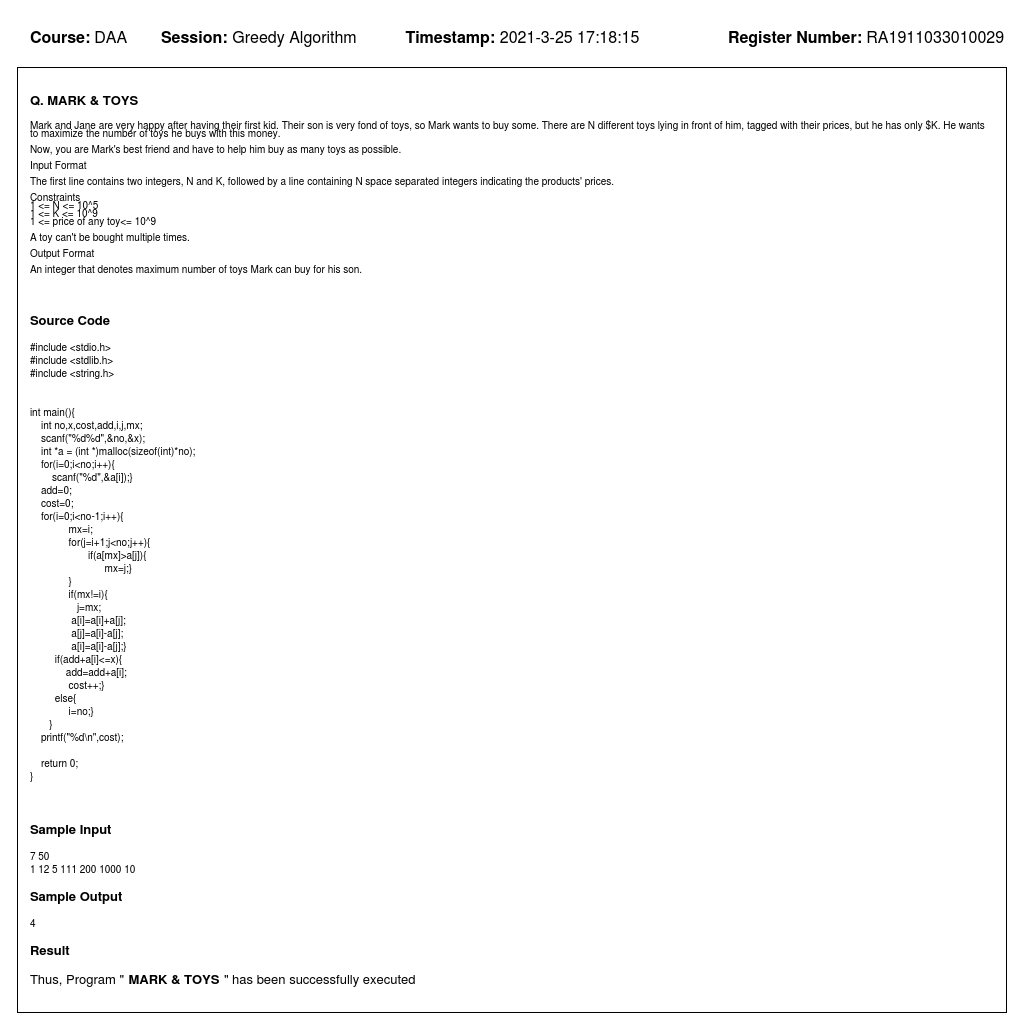 Course: DAA Session: Greedy Algorithm Timestamp: 2021-3-25 17:18:15 Register Number: RA1911033010029
Q. MARK & TOYS
Mark and Jane are very happy after having their first kid. Their son is very fond of toys, so Mark wants to buy some. There are N different toys lying in front of him, tagged with their prices, but he has only $K. He wants
to maximize the number of toys he buys with this money.
Now, you are Mark's best friend and have to help him buy as many toys as possible.
Input Format
The first line contains two integers, N and K, followed by a line containing N space separated integers indicating the products' prices.
Constraints
1 <= N <= 10^5
1 <= K <= 10^9
1 <= price of any toy<= 10^9
A toy can't be bought multiple times.
Output Format
An integer that denotes maximum number of toys Mark can buy for his son.
Source Code
#include <stdio.h>
#include <stdlib.h>
#include <string.h>
int main(){
int no,x,cost,add,i,j,mx;
scanf("%d%d",&no,&x);
int *a = (int *)malloc(sizeof(int)*no);
for(i=0;i<no;i++){
scanf("%d",&a[i]);}
add=0;
cost=0;
for(i=0;i<no-1;i++){
mx=i;
for(j=i+1;j<no;j++){
if(a[mx]>a[j]){
mx=j;}
}
if(mx!=i){
j=mx;
a[i]=a[i]+a[j];
a[j]=a[i]-a[j];
a[i]=a[i]-a[j];}
if(add+a[i]<=x){
add=add+a[i];
cost++;}
else{
i=no;}
}
printf("%d\n",cost);
return 0;
}
Sample Input
7 50
1 12 5 111 200 1000 10
Sample Output
4
Result
Thus, Program " MARK & TOYS " has been successfully executed